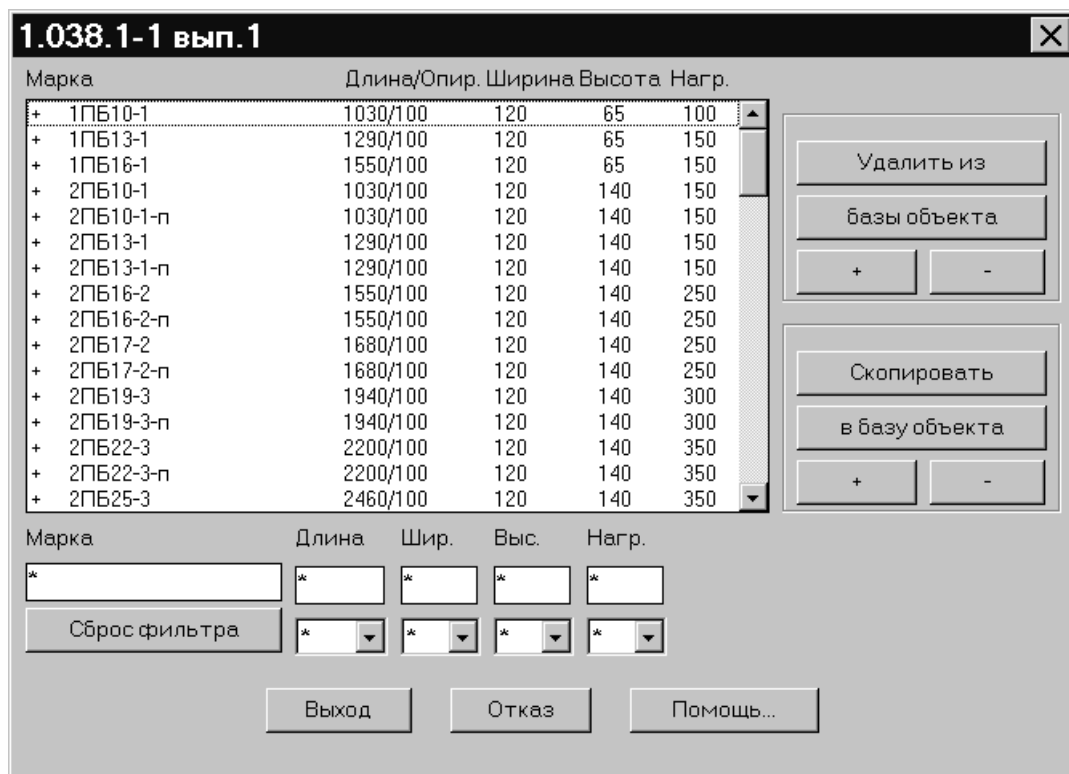 1.038.1-1 вып.1
Марка Длина/Опир. Ширина Высота Нагр.
+ 1ПБ10-1 1030/100 120 65 100
+ 1ПБ13-1 1290/100 120 65 150
+ 1ПБ16-1 1550/100 120 65 150
+ 2ПБ10-1 1030/100 120 140 150
+ 2ПБ10-1-п 1030/100 120 140 150
+ 2ПБ13-1 1290/100 120 140 150
+ 2ПБ13-1-п 1290/100 120 140 150
+ 2ПБ16-2 1550/100 120 140 250
+ 2ПБ16-2-п 1550/100 120 140 250
+ 2ПБ17-2 1680/100 120 140 250
+ 2ПБ17-2-п 1680/100 120 140 250
+ 2ПБ19-3 1940/100 120 140 300
+ 2ПБ19-3-п 1940/100 120 140 300
+ 2ПБ22-3 2200/100 120 140 350
+ 2ПБ22-3-п 2200/100 120 140 350
+ 2ПБ25-3 2460/100 120 140 350
Удалить из
базы объекта
+ -
Скопировать
в базу объекта
+ -
Марка Длина Шир. Выс. Нагр.
* * * * *
Сброс фильтра * * * *
Выход Отказ Помощь...